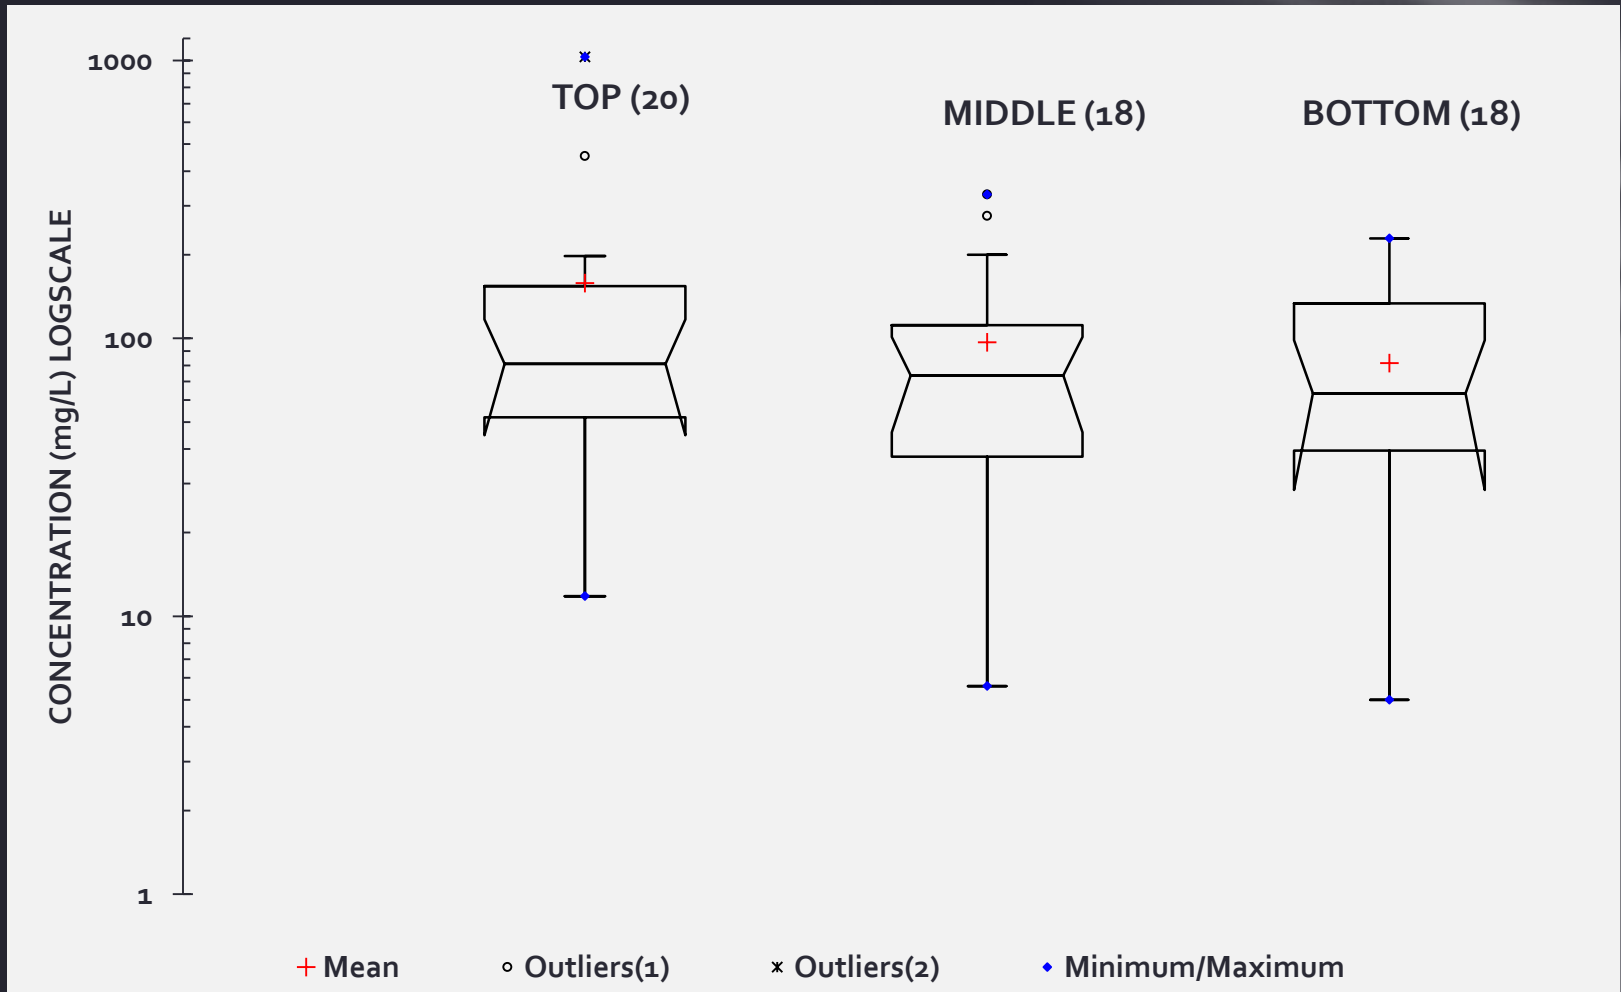 1000
TOP (20)
MIDDLE (18)
BOTTOM (18)
100
10
1
CONCENTRATION (mg/L) LOGSCALE
Mean
Outliers(1)
Outliers(2)
Minimum/Maximum